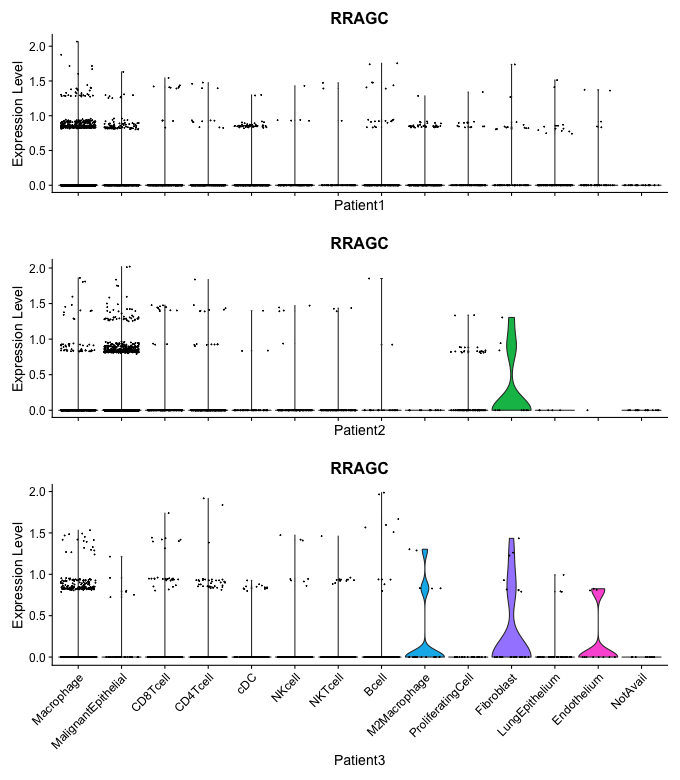 RRAGC
Expression Level
2.0
1.5
1.0
0.5
0.0
Patient1
RRAGC
Expression Level
2.0
1.5
1.0
0.5
0.0
Patient2
RRAGC
Expression Level
2.0
1.5
1.0
0.5
0.0
Macrophage
MalignantEpithelial
CD8Tcell
CD4Tcell
cDC
NKcell
NKTcell
Bcell
M2Macrophage
ProliferatingCell
Fibroblast
LungEpithelium
Endothelium
NotAvail
Patient3